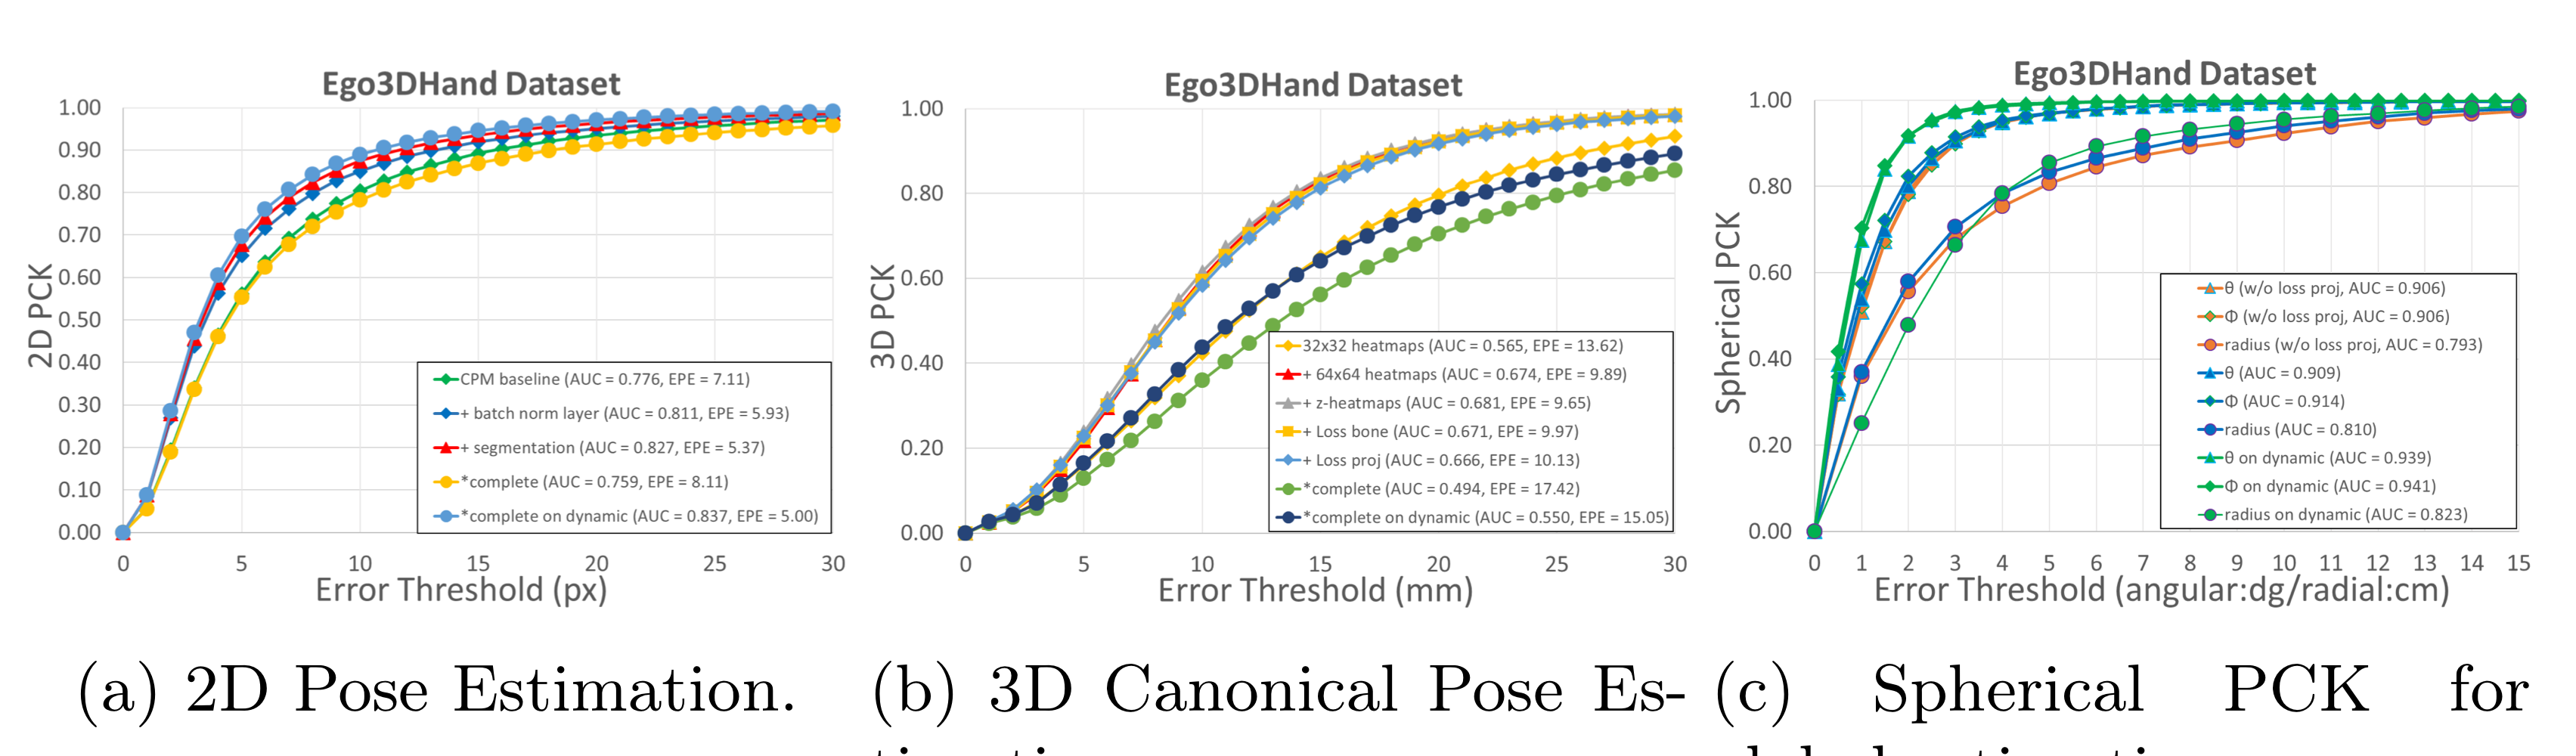 Ego3DHand Dataset
2D PCK
1.00
0.90
0.80
0.70
0.60
0.50
0.40
0.30
0.20
0.10
0.00
CPM baseline (AUC = 0.776, EPE = 7.11)
+ batch norm layer (AUC = 0.811, EPE = 5.93)
+ segmentation (AUC = 0.827, EPE = 5.37)
*complete (AUC = 0.759, EPE = 8.11)
*complete on dynamic (AUC = 0.837, EPE = 5.00)
0 5 10 15 20 25 30
Error Threshold (px)
(a) 2D Pose Estimation.
Ego3DHand Dataset
3D PCK
1.00
0.80
0.60
0.40
0.20
0.00
32x32 heatmaps (AUC = 0.565, EPE = 13.62)
+ 64x64 heatmaps (AUC = 0.674, EPE = 9.89)
+ z-heatmaps (AUC = 0.681, EPE = 9.65)
+ Loss bone (AUC = 0.671, EPE = 9.97)
+ Loss proj (AUC = 0.666, EPE = 10.13)
*complete (AUC = 0.494, EPE = 17.42)
*complete on dynamic (AUC = 0.550, EPE = 15.05)
0 5 10 15 20 25 30
Error Threshold (mm)
(b) 3D Canonical Pose Es-
Ego3DHand Dataset
Spherical PCK
1.00
0.80
0.60
0.40
0.20
0.00
θ (w/o loss proj, AUC = 0.906)
Φ (w/o loss proj, AUC = 0.906)
radius (w/o loss proj, AUC = 0.793)
θ (AUC = 0.909)
Φ (AUC = 0.914)
radius (AUC = 0.810)
θ on dynamic (AUC = 0.939)
Φ on dynamic (AUC = 0.941)
radius on dynamic (AUC = 0.823)
0 1 2 3 4 5 6 7 8 9 10 11 12 13 14 15
Error Threshold (angular:dg/radial:cm)
(c) Spherical PCK for